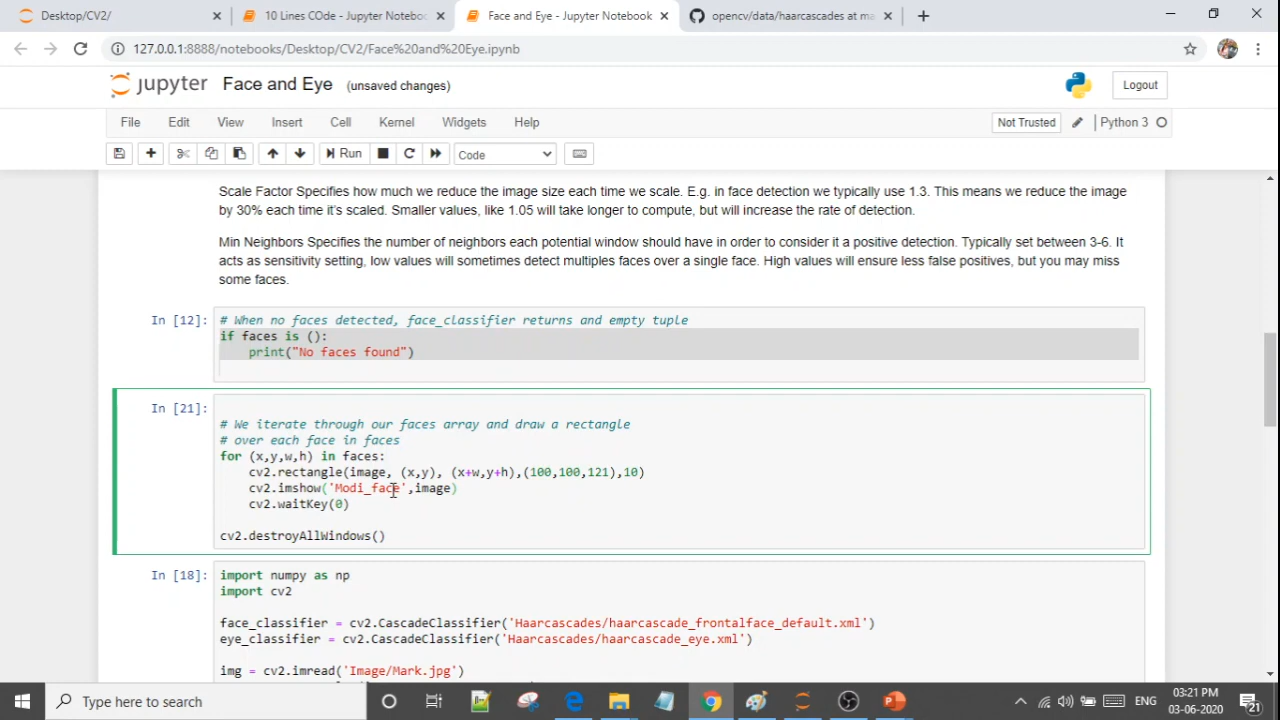 Desktop/CV2/
10 Lines COde - Jupyter Noteboo
Face and Eye - Jupyter Notebook
opencv/data/haarcascades at ma
127.0.0.1:8888/notebooks/Desktop/CV2/Face%20and%20Eye.ipynb
jupyter Face and Eye (unsaved changes)
Logout
File Edit View Insert Cell Kernel Widgets Help
Not Trusted
Python 3
Run
Code
Scale Factor Specifies how much we reduce the image size each time we scale. E.g. in face detection we typically use 1.3. This means we reduce the image
by 30% each time it's scaled. Smaller values, like 1.05 will take longer to compute, but will increase the rate of detection.
Min Neighbors Specifies the number of neighbors each potential window should have in order to consider it a positive detection. Typically set between 3-6. It
acts as sensitivity setting, low values will sometimes detect multiples faces over a single face. High values will ensure less false positives, but you may miss
some faces.
In [12]: # When no faces detected, face_classifier returns and empty tuple
if faces is ():
print("No faces found")
In [21]:
# We iterate through our faces array and draw a rectangle
# over each face in faces
for (x,y,w,h) in faces:
cv2.rectangle(image, (x,y), (x+w,y+h),(100,100,121),10)
cv2.imshow('Modi_face',image)
cv2.waitKey(0)
cv2.destroyAllWindows()
In [18]: import numpy as np
import cv2
face_classifier = cv2.CascadeClassifier('Haarcascades/haarcascade_frontalface_default.xml')
eye_classifier = cv2.CascadeClassifier('Haarcascades/haarcascade_eye.xml')
img = cv2.imread('Image/Mark.jpg')
Type here to search
ENG
03:21 PM
03-06-2020
21